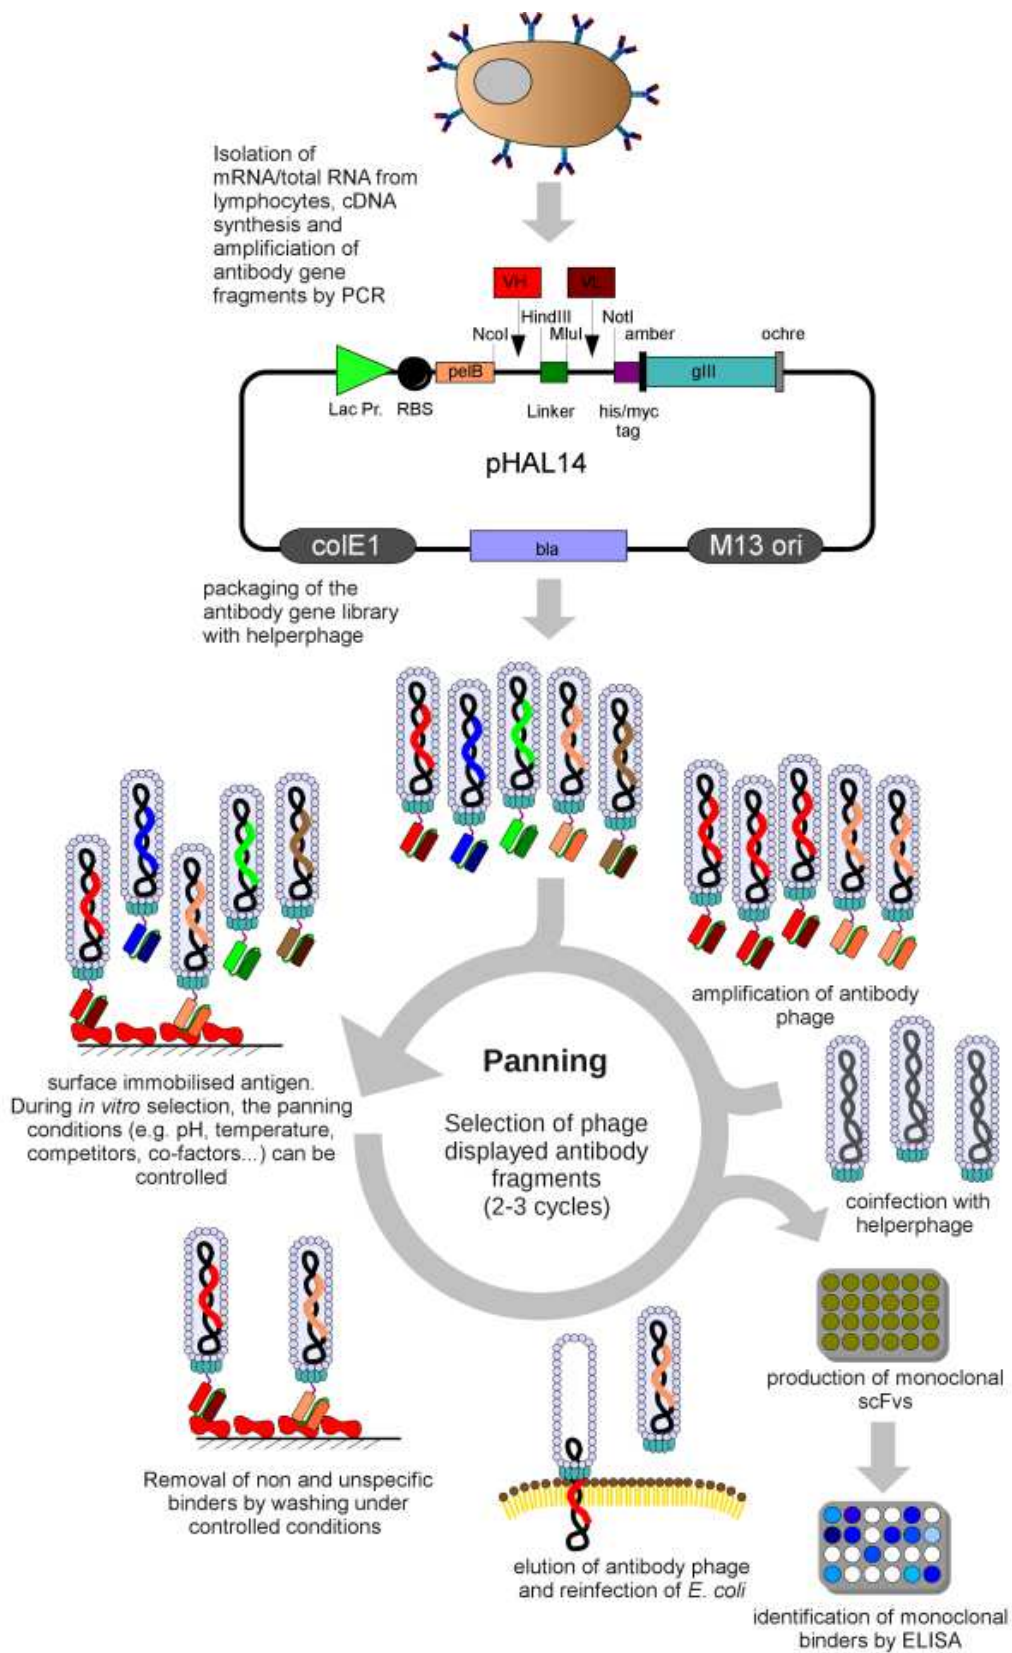 Isolation of
mRNA/total RNA from
lymphocytes, cDNA
synthesis and
amplificiation of
antibody gene
fragments by PCR
VH
VL
HindIII
NotI
NcoI
MluI
amber
ochre
pelB
gIII
Lac Pr.
RBS
Linker
his/myc
tag
pHAL14
colE1
bla
M13 ori
packaging of the
antibody gene library
with helperphage
amplification of antibody
phage
Panning
Selection of phage
displayed antibody
fragments
(2-3 cycles)
surface immobilised antigen.
During in vitro selection, the panning
conditions (e.g. pH, temperature,
competitors, co-factors...) can be
controlled
coinfection with
helperphage
production of monoclonal
scFvs
Removal of non and unspecific
binders by washing under
controlled conditions
elution of antibody phage
and reinfection of E. coli
identification of monoclonal
binders by ELISA